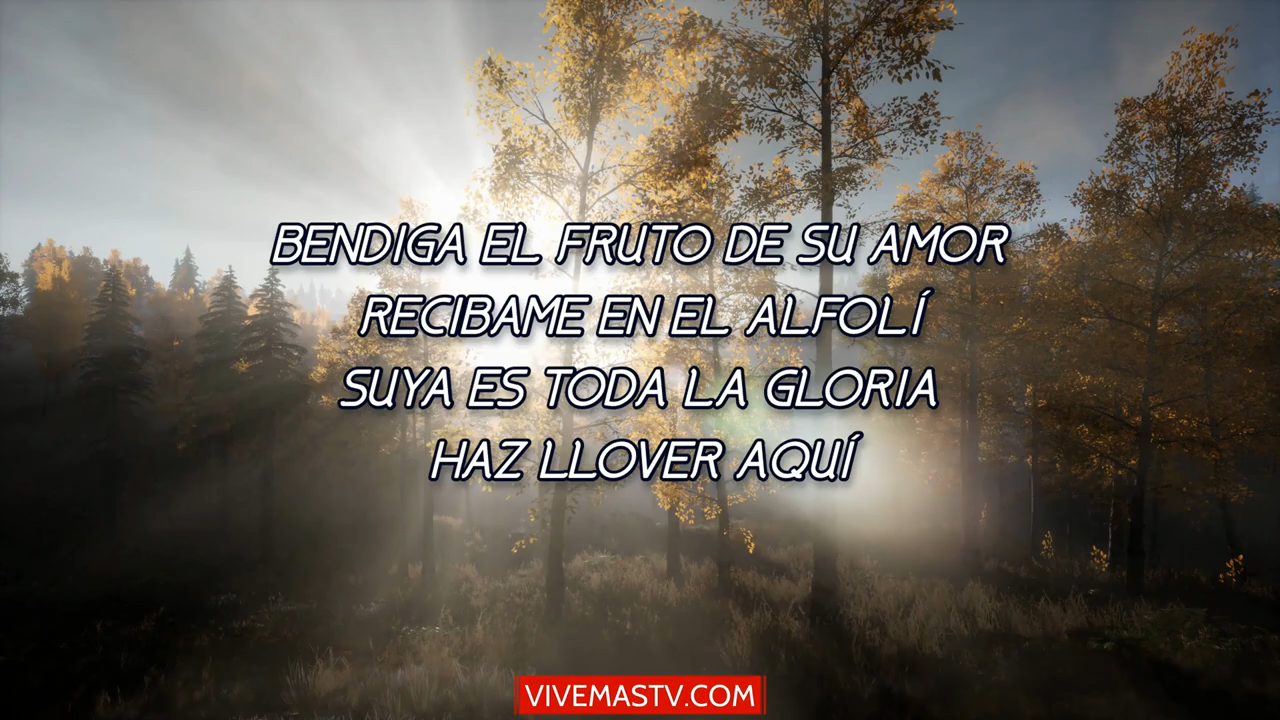 BENDIGA EL FRUTO DE SU AMOR
RECIBAME EN EL ALFOLÍ
SUYA ES TODA LA GLORIA
HAZ LLOVER AQUÍ
VIVEMASTV.COM